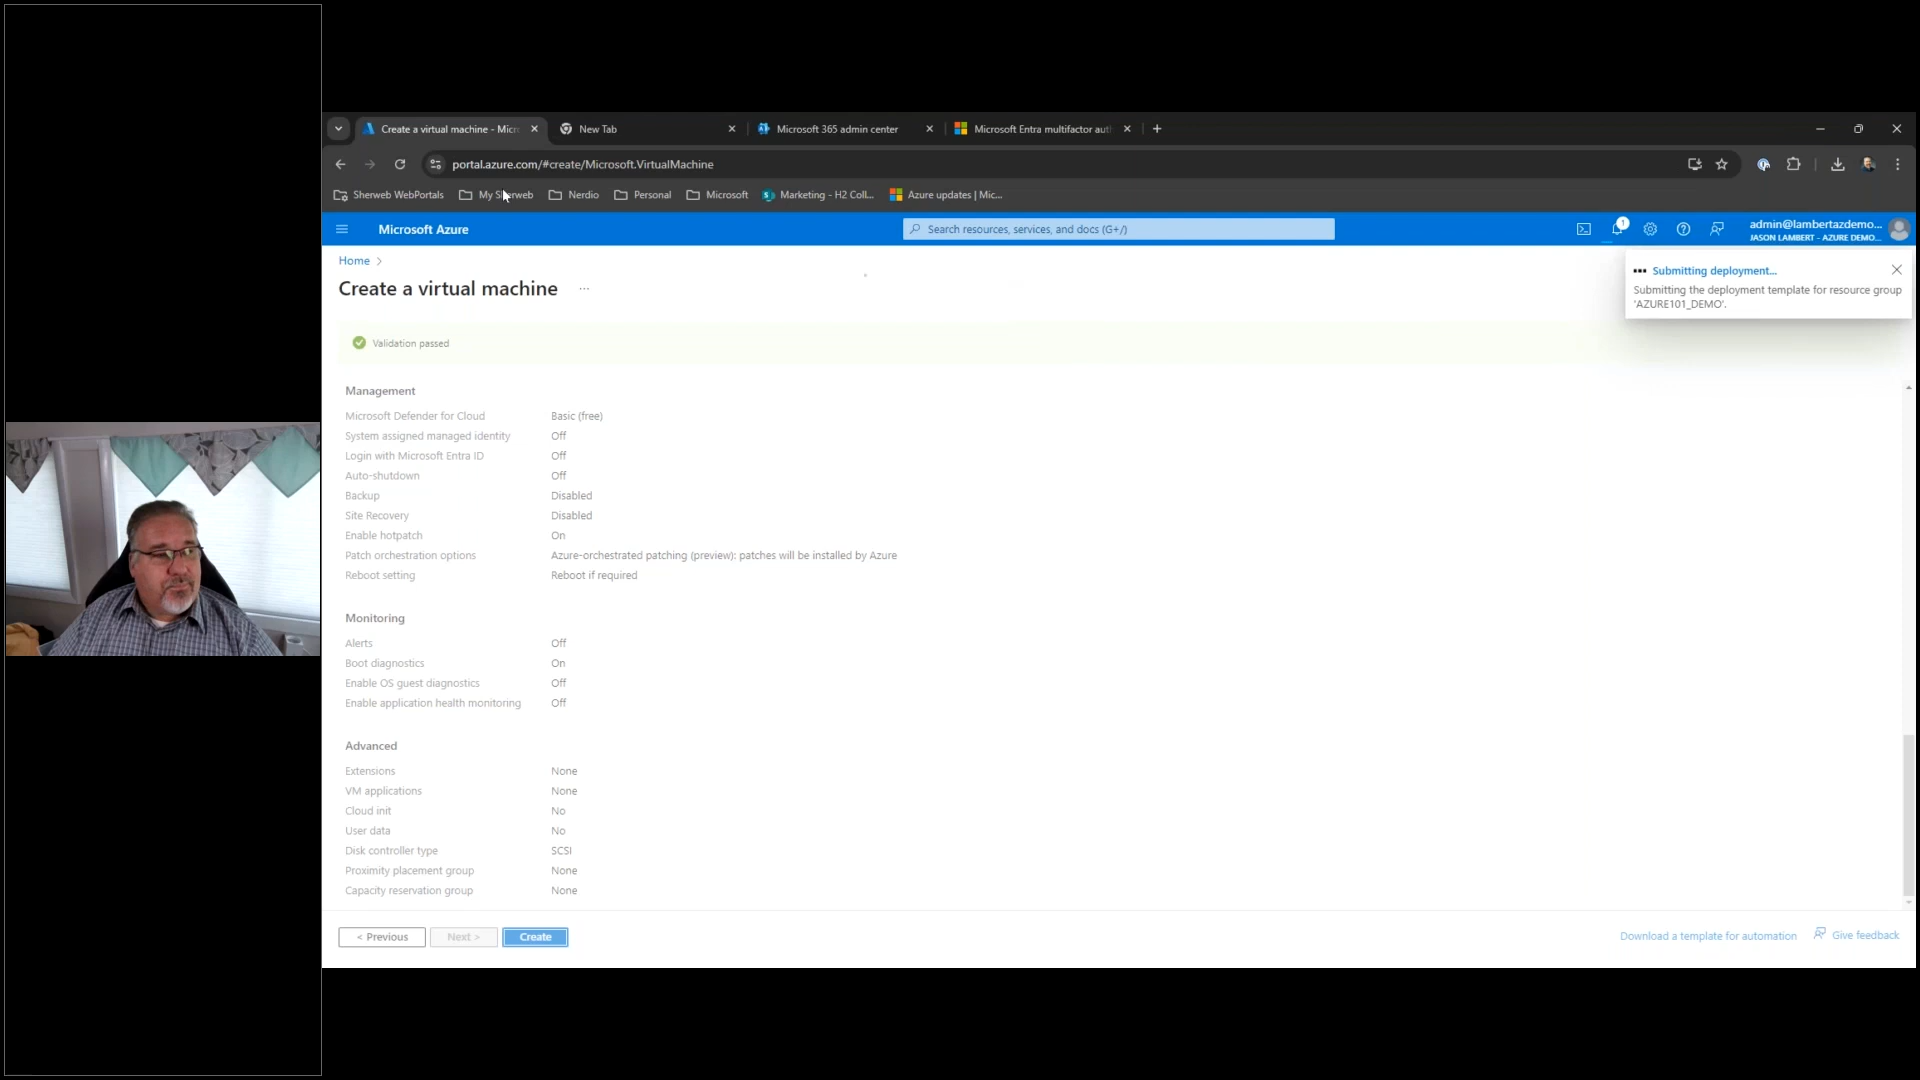 Create a virtual machine - Micr
New Tab
Microsoft 365 admin center
Microsoft Entra multifactor aut
portal.azure.com/#create/Microsoft.VirtualMachine
Sherweb WebPortals
My Sherweb
Nerdio
Personal
Microsoft
Marketing - H2 Coll...
Azure updates | Mic...
Microsoft Azure
Search resources, services, and docs (G+/)
1
admin@lambertazdemo...
JASON LAMBERT - AZURE DEMO...
Home >
Create a virtual machine ...
Submitting deployment...
Submitting the deployment template for resource group
'AZURE101_DEMO'.
Validation passed
Management
Microsoft Defender for Cloud Basic (free)
System assigned managed identity Off
Login with Microsoft Entra ID Off
Auto-shutdown Off
Backup Disabled
Site Recovery Disabled
Enable hotpatch On
Patch orchestration options Azure-orchestrated patching (preview): patches will be installed by Azure
Reboot setting Reboot if required
Monitoring
Alerts Off
Boot diagnostics On
Enable OS guest diagnostics Off
Enable application health monitoring Off
Advanced
Extensions None
VM applications None
Cloud init No
User data No
Disk controller type SCSI
Proximity placement group None
Capacity reservation group None
< Previous
Next >
Create
Download a template for automation
Give feedback